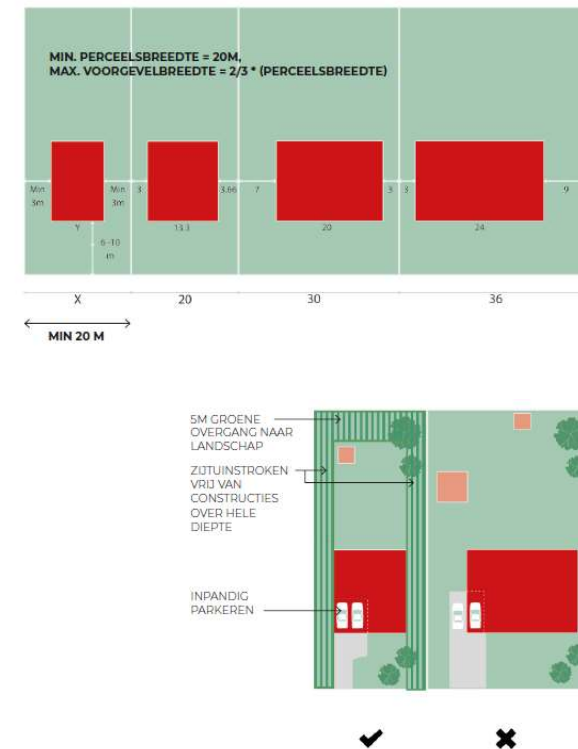 MIN. PERCEELSBREEDTE = 20M,
MAX. VOORGEVELBREEDTE = 2/3 * (PERCEELSBREEDTE)
Min 3m
Min 3m
3
3.66
7
3
3
9
Y
13.3
20
24
6 -10
m
X
20
30
36
MIN 20 M
5M GROENE
OVERGANG NAAR
LANDSCHAP
ZIJTUINSTROKEN
VRIJ VAN
CONSTRUCTIES
OVER HELE
DIEPTE
INPANDIG
PARKEREN